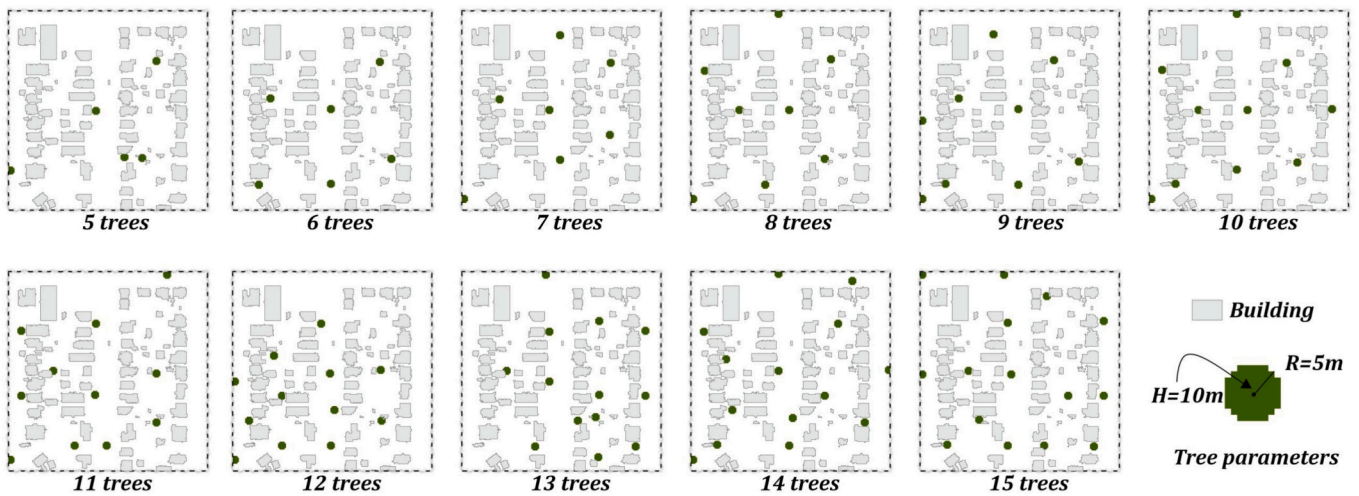 5 trees
6 trees
7 trees
8 trees
9 trees
10 trees
11 trees
12 trees
13 trees
14 trees
15 trees
Building
R=5m
H=10m
Tree parameters